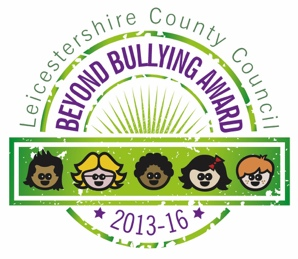 Leicestershire County Council
BEYOND BULLYING AWARD
2013-16